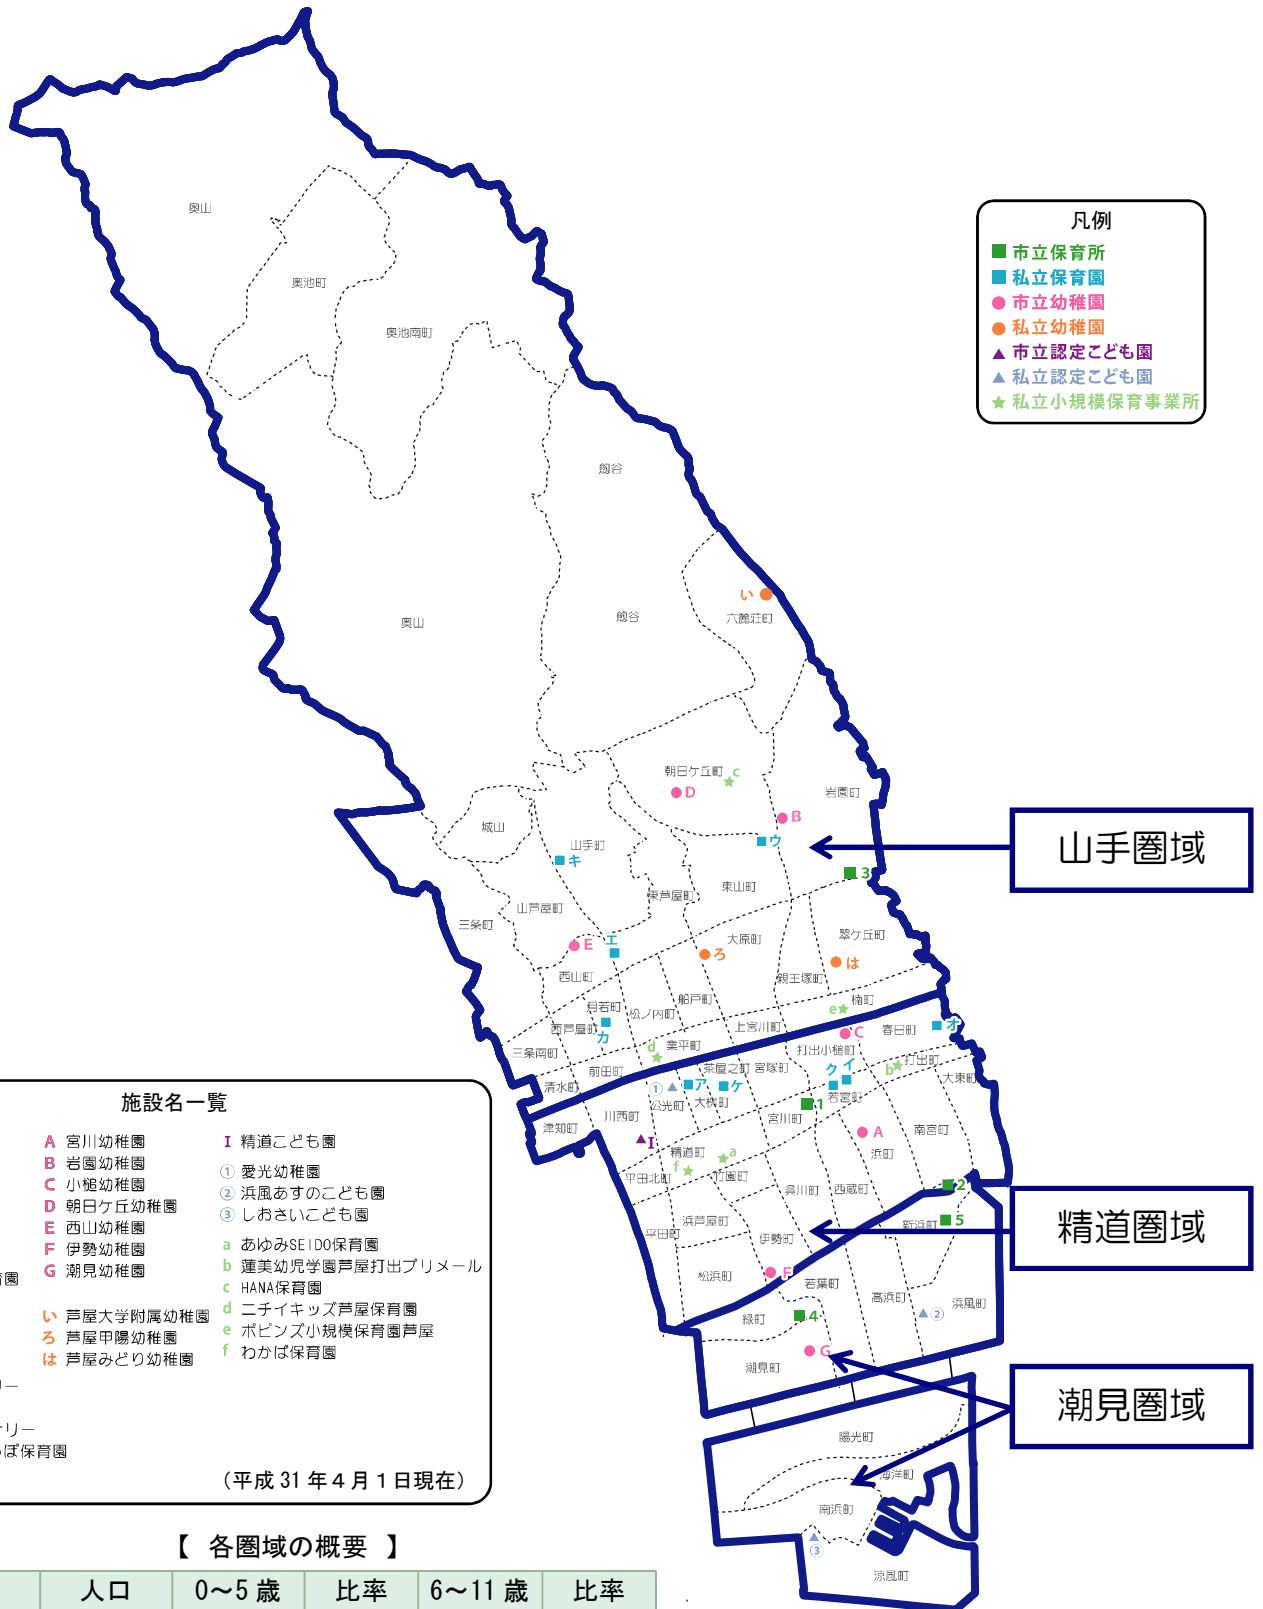 凡例
市立保育所
私立保育園
市立幼稚園
私立幼稚園
市立認定こども園
私立認定こども園
私立小規模保育事業所
奥山
奥池町
奥池南町
劔谷
奥山
劔谷
い
六麓荘町
朝日ケ丘町
c
D
岩園町
B
城山
山手町
ウ
キ
3
山手圏域
東芦屋町
東山町
山芦屋町
三条町
E
エ
大原町
ろ
翠ケ丘町
は
西山町
親王塚町
船戸町
月若町
松ノ内町
楠町
e
西芦屋町
カ
上宮川町
C
春日町
オ
三条南町
d
業平町
打出小槌町
打出町
前田町
茶屋之町
宮塚町
ク
イ
b
大東町
清水町
①
ア
ケ
若宮町
川西町
公光町
大桝町
1
宮川町
津知町
A
南宮町
I
精道町
a
浜町
f
平田北町
竹園町
呉川町
西蔵町
2
浜芦屋町
新浜町
5
平田町
伊勢町
精道圏域
松浜町
F
若葉町
高浜町
浜風町
緑町
4
②
潮見町
G
潮見圏域
陽光町
海洋町
南浜町
③
涼風町
施設名一覧
A 宮川幼稚園
B 岩園幼稚園
C 小槌幼稚園
D 朝日ケ丘幼稚園
E 西山幼稚園
F 伊勢幼稚園
G 潮見幼稚園
育園
い 芦屋大学附属幼稚園
ろ 芦屋甲陽幼稚園
は 芦屋みどり幼稚園
リー
ナリー
っぽ保育園
I 精道こども園
① 愛光幼稚園
② 浜風あすのこども園
③ しおさいこども園
a あゆみSEIDO保育園
b 蓮美幼児学園芦屋打出プリメール
c HANA保育園
d ニチイキッズ芦屋保育園
e ポピンズ小規模保育園芦屋
f わかば保育園
(平成31年4月1日現在)
【 各圏域の概要 】
人口 0～5歳 比率 6～11歳 比率